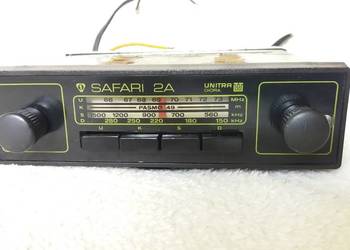 SAFARI 2A UNITRA DIORA
U 66 66 67 68 69 70 71 72 73 MHz
K PASMO 49 m
S 1500 1200 900 700 560 kHz
D 280 250 220 180 150 kHz
U K S D